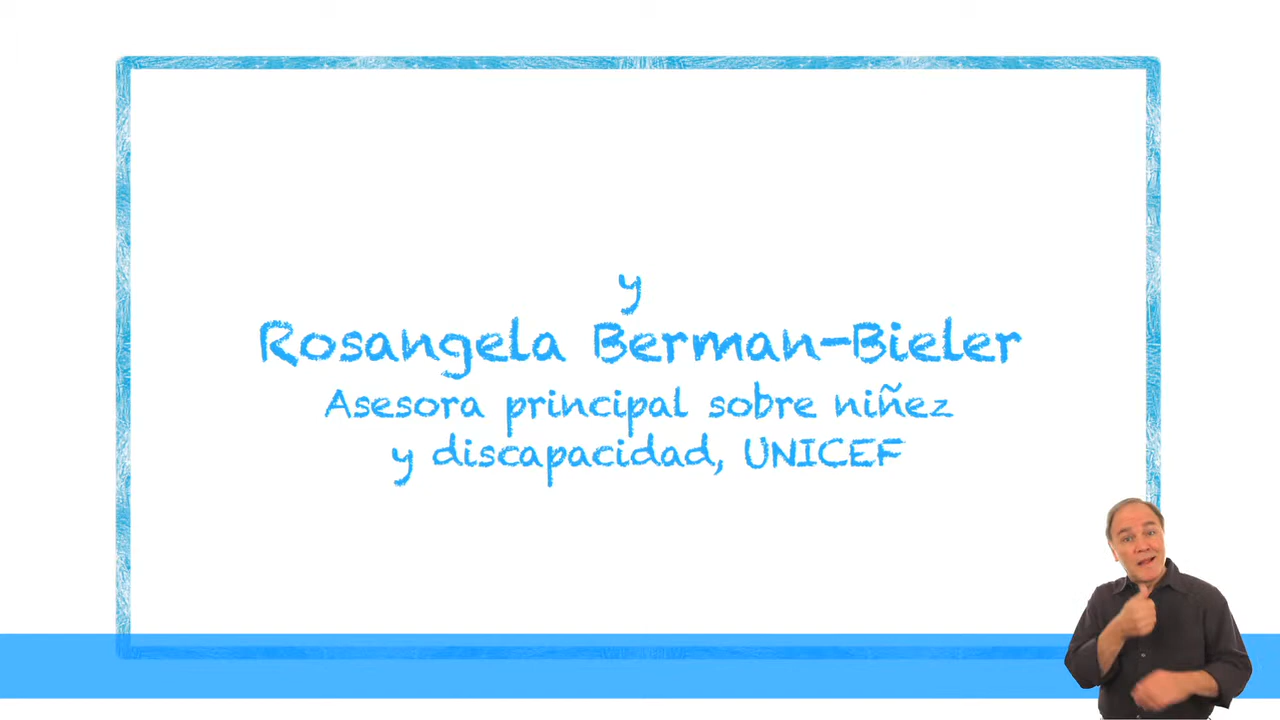 y
Rosangela Berman-Bieler
Asesora principal sobre niñez
y discapacidad, UNICEF